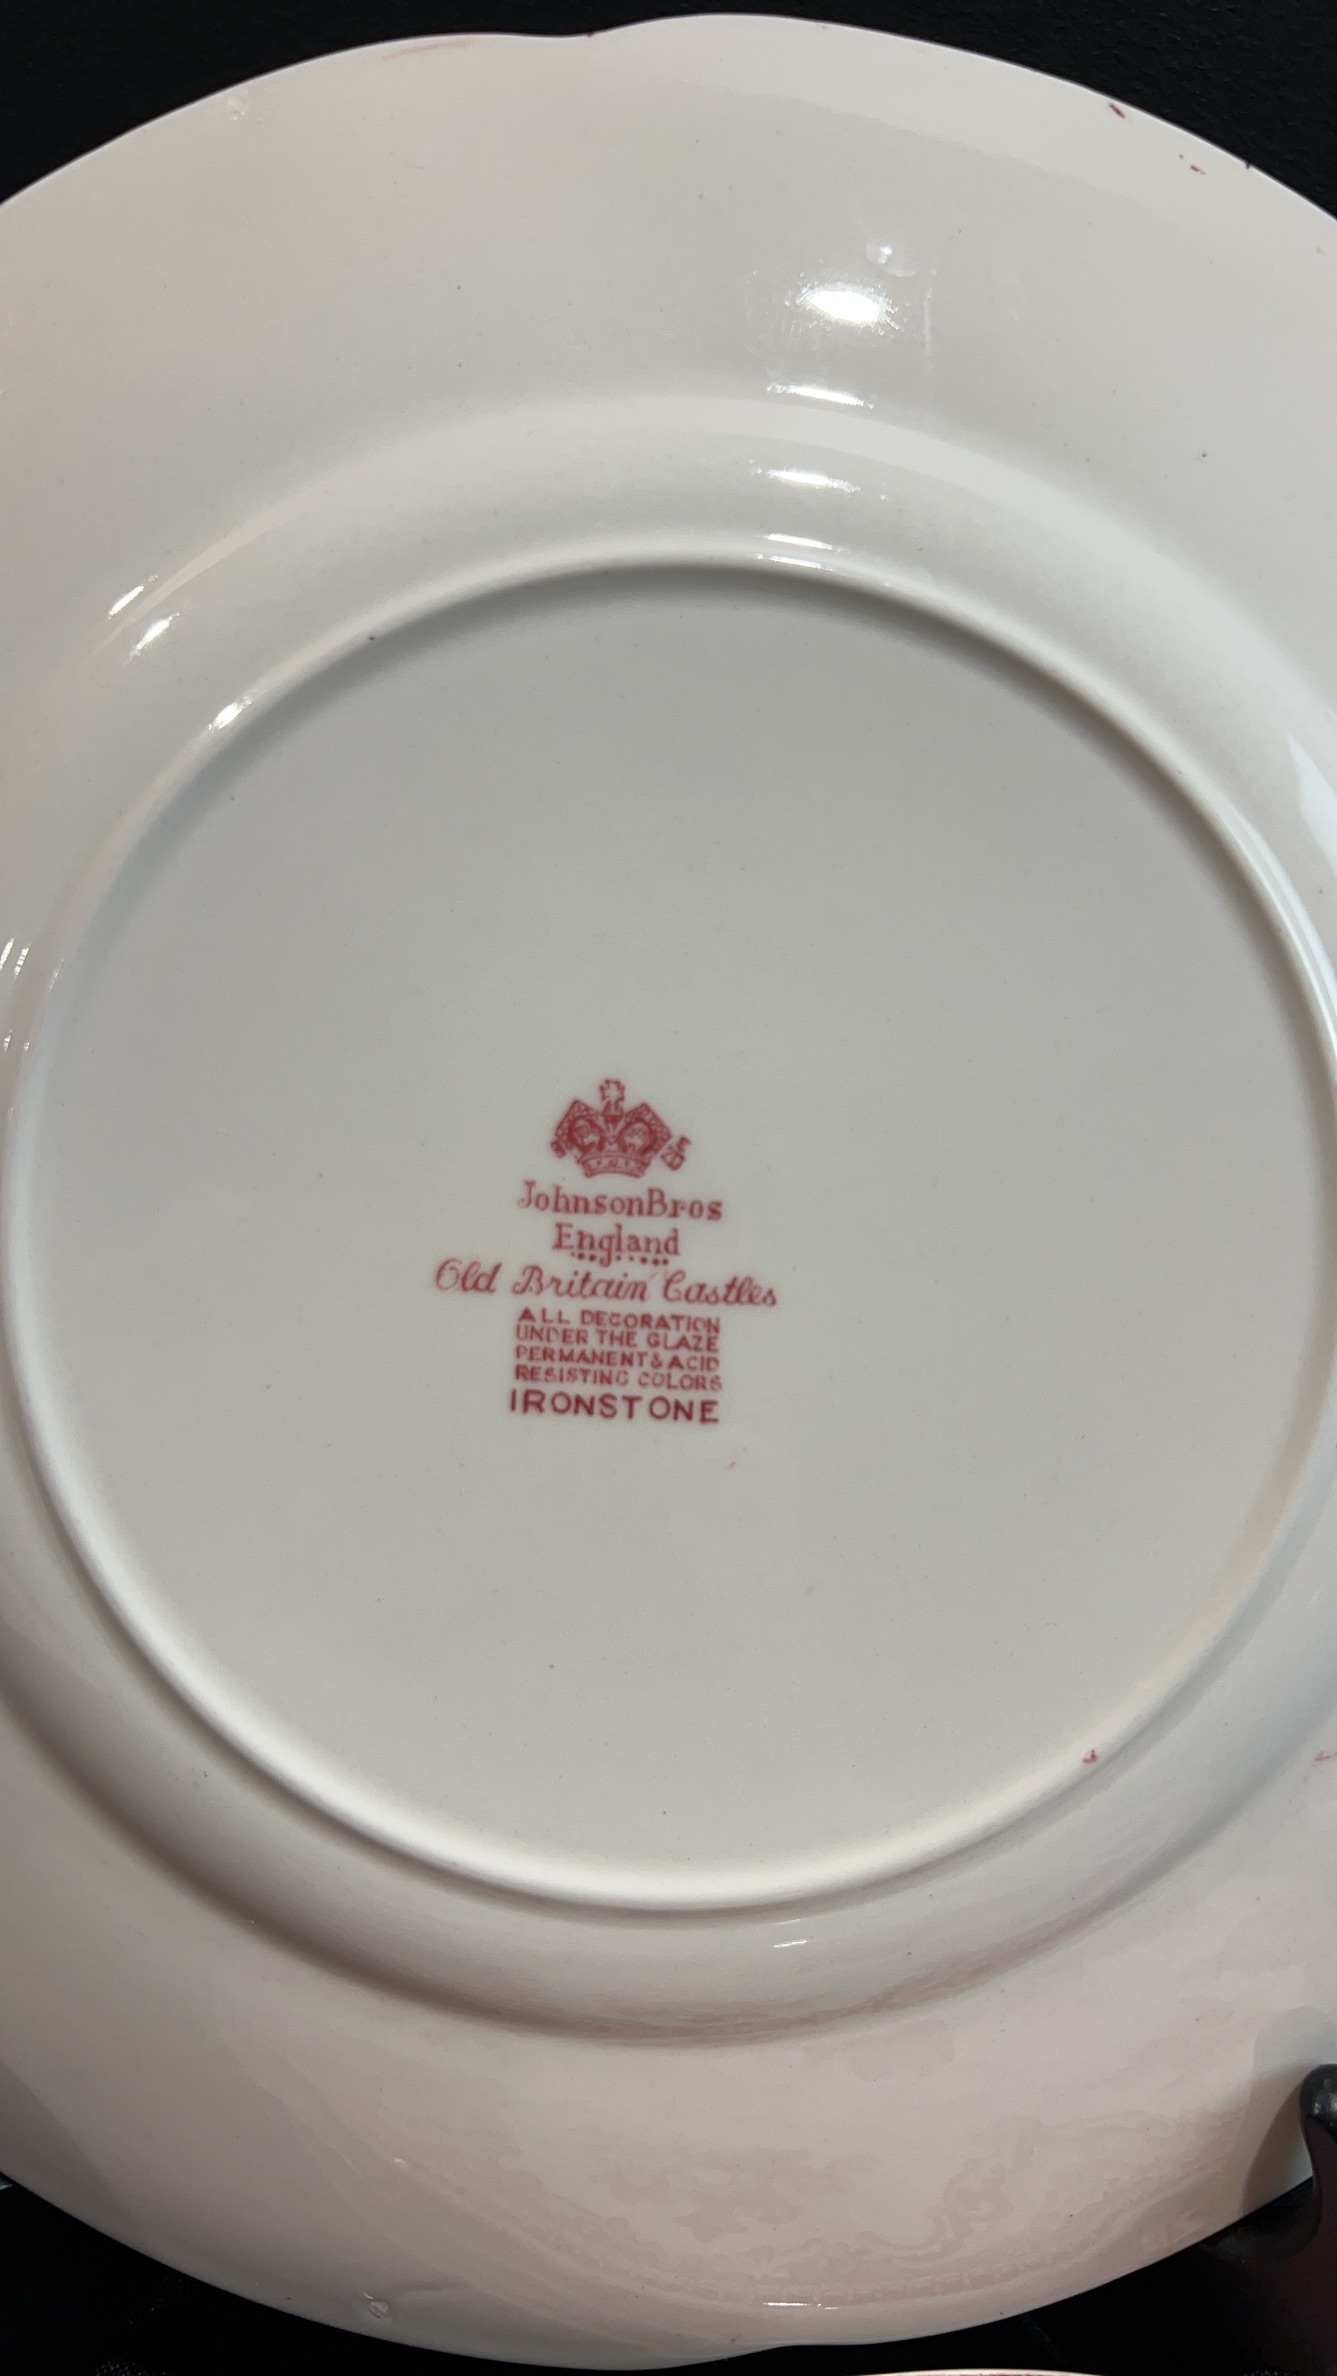 JohnsonBros
England
Old Britain Castles
ALL DECORATION
UNDER THE GLAZE
PERMANENT & ACID
RESISTING COLORS
IRONSTONE